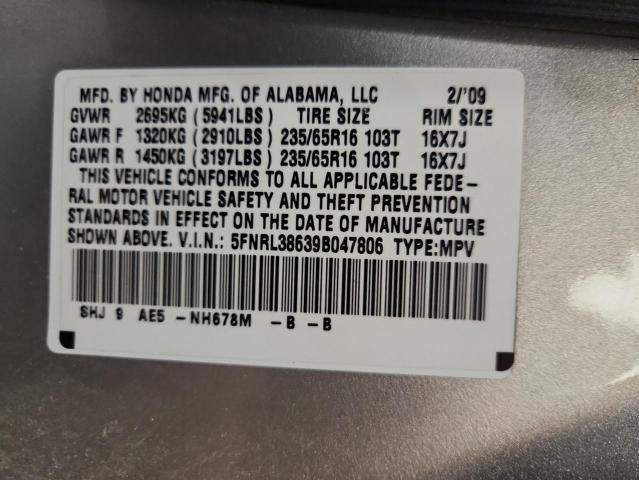 MFD. BY HONDA MFG. OF ALABAMA, LLC 2/'09
GVWR 2695KG (5941LBS) TIRE SIZE RIM SIZE
GAWR F 1320KG (2910LBS) 235/65R16 103T 16X7J
GAWR R 1450KG (3197LBS) 235/65R16 103T 16X7J
THIS VEHICLE CONFORMS TO ALL APPLICABLE FEDE-
RAL MOTOR VEHICLE SAFETY AND THEFT PREVENTION
STANDARDS IN EFFECT ON THE DATE OF MANUFACTURE
SHOWN ABOVE. V.I.N.: 5FNRL38639B047806 TYPE:MPV
SHJ 9 AE5 -NH678M -B -B